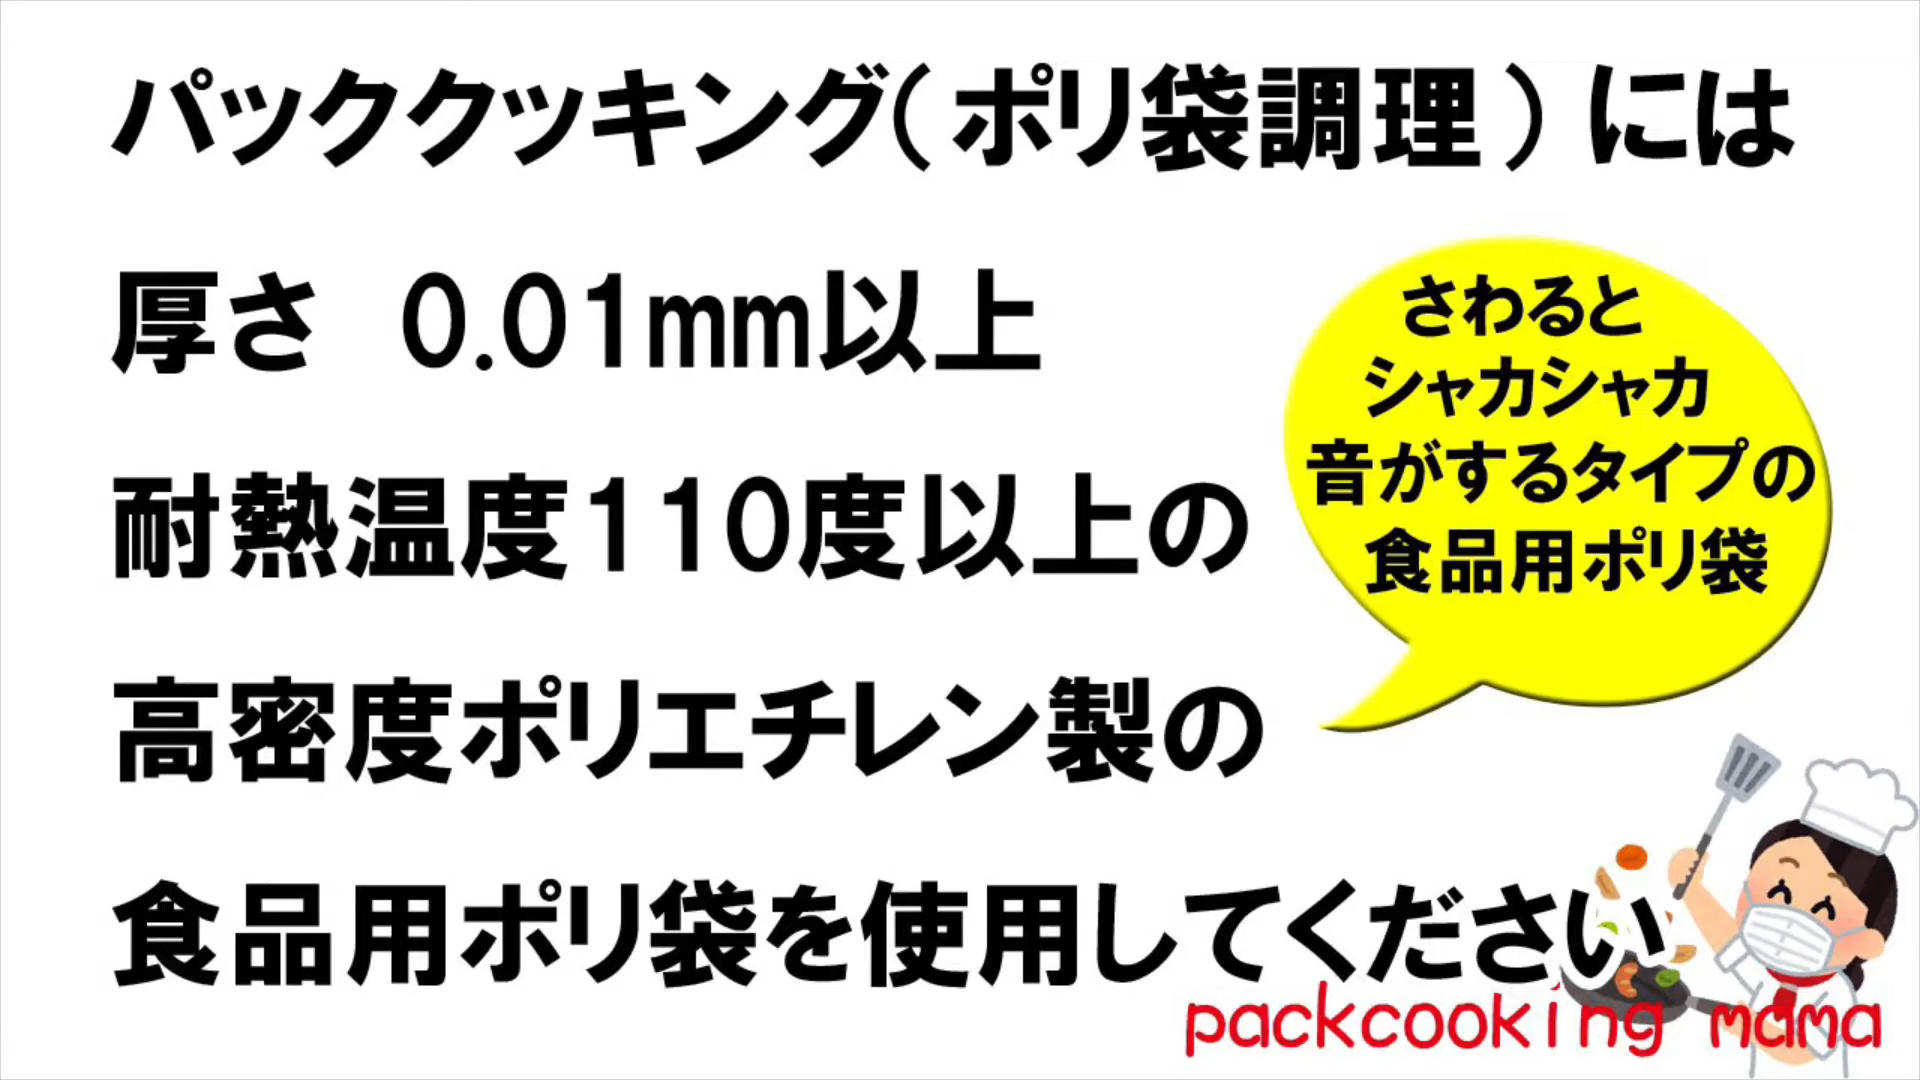 パッククッキング（ポリ袋調理）には
厚さ　0.01mm以上
耐熱温度110度以上の
高密度ポリエチレン製の
食品用ポリ袋を使用してください
さわると
シャカシャカ
音がするタイプの
食品用ポリ袋
packcooking mama